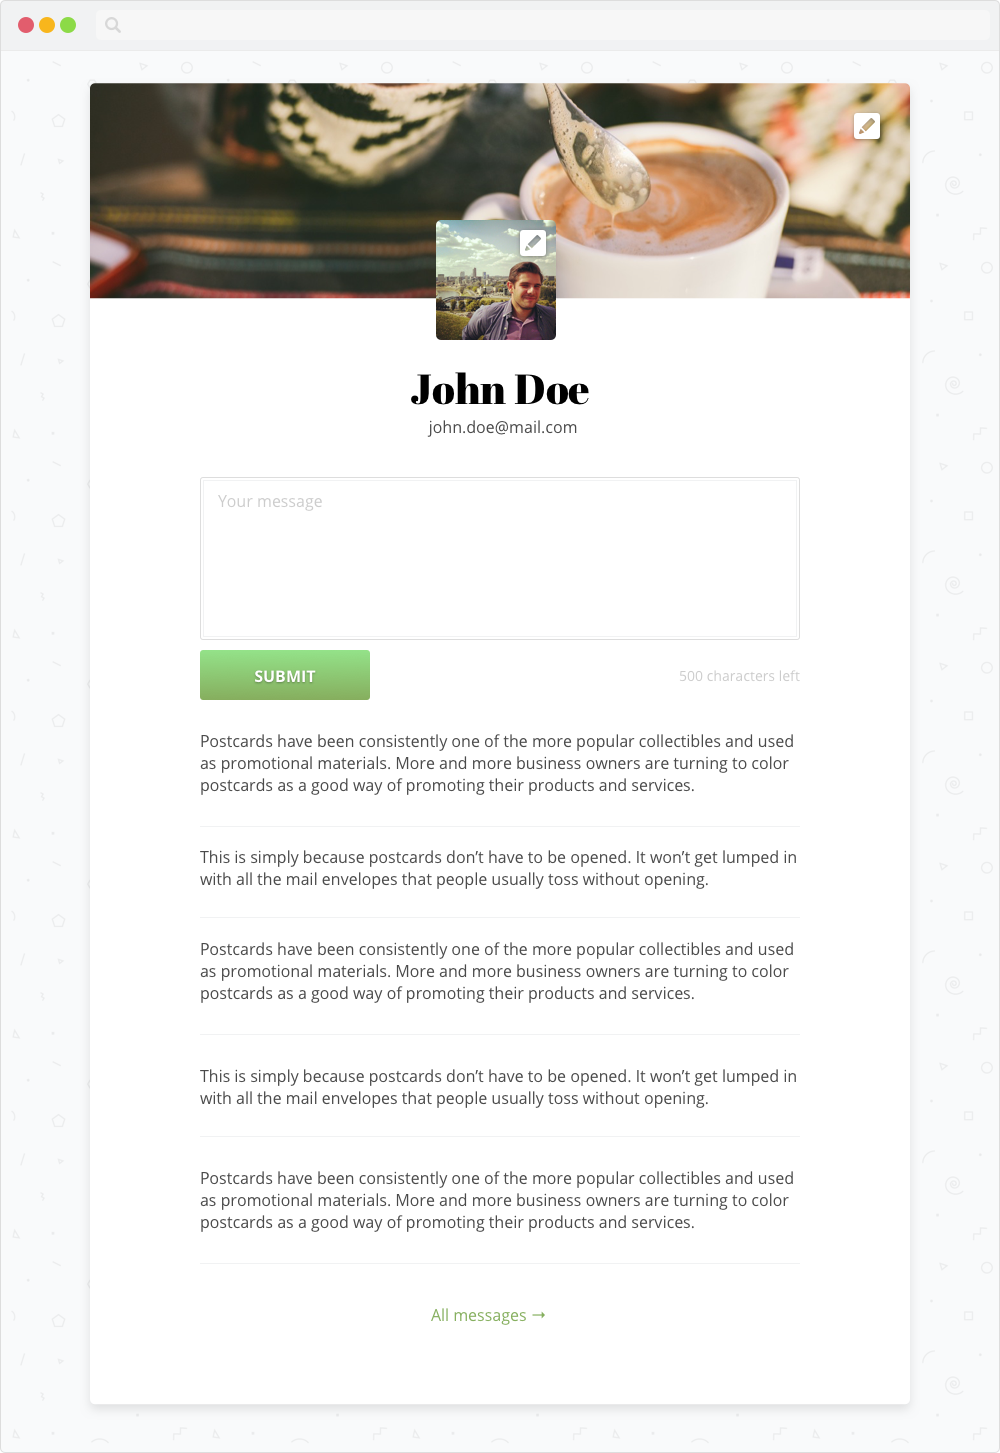 John Doe
john.doe@mail.com
Your message
SUBMIT
500 characters left
Postcards have been consistently one of the more popular collectibles and used
as promotional materials. More and more business owners are turning to color
postcards as a good way of promoting their products and services.
This is simply because postcards don’t have to be opened. It won’t get lumped in
with all the mail envelopes that people usually toss without opening.
Postcards have been consistently one of the more popular collectibles and used
as promotional materials. More and more business owners are turning to color
postcards as a good way of promoting their products and services.
This is simply because postcards don’t have to be opened. It won’t get lumped in
with all the mail envelopes that people usually toss without opening.
Postcards have been consistently one of the more popular collectibles and used
as promotional materials. More and more business owners are turning to color
postcards as a good way of promoting their products and services.
All messages →